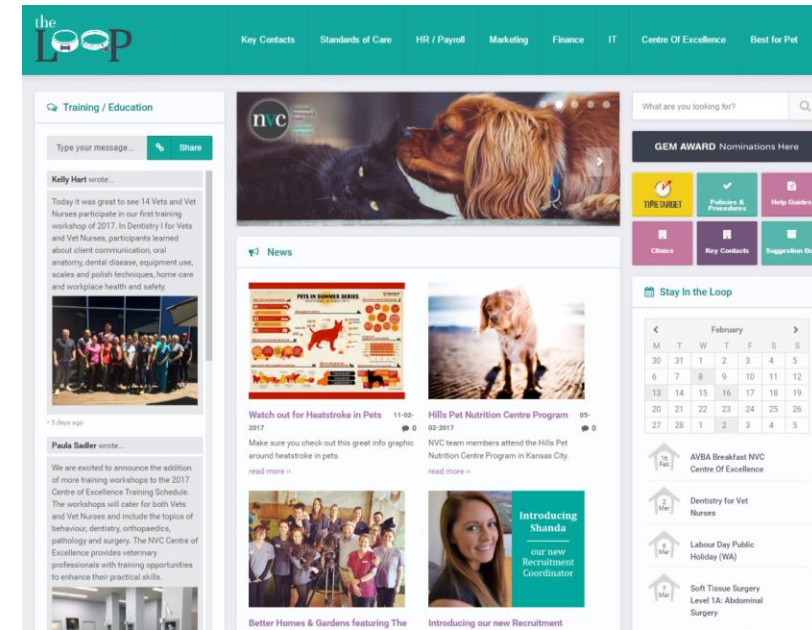 the
LOOP
Key Contacts
Standards of Care
HR / Payroll
Marketing
Finance
IT
Centre Of Excellence
Best for Pet
Training / Education
Type your message...
Share
Kelly Hart wrote...
Today it was great to see 14 Vets and Vet
Nurses participate in our first training
workshop of 2017. In Dentistry I for Vets
and Vet Nurses, participants learned
about client communication, oral
anatomy, dental disease, equipment use,
scales and polish techniques, home care
and workplace health and safety.
• 5 days ago
Paula Sadler wrote...
We are excited to announce the addition
of more training workshops to the 2017
Centre of Excellence Training Schedule.
The workshops will cater for both Vets
and Vet Nurses and include the topics of
behaviour, dentistry, orthopaedics,
pathology and surgery. The NVC Centre of
Excellence provides veterinary
professionals with training opportunities
to enhance their practical skills.
nvc
News
PETS IN SUMMER SERIES
Watch out for Heatstroke in Pets 11-02-
2017 0
Make sure you check out this great info graphic
around heatstroke in pets.
read more »
Hills Pet Nutrition Centre Program 05-
02-2017 0
NVC team members attend the Hills Pet
Nutrition Centre Program in Kansas City.
read more »
Introducing
Shanda
our new
Recruitment
Coordinator
Better Homes & Gardens featuring The
Introducing our new Recruitment
What are you looking for?
GEM AWARD Nominations Here
TIMETARGET
Policies &
Procedures
Help Guides
Clinics
Key Contacts
Suggestion Bo
Stay In the Loop
< February >
M T W T F S S
30 31 1 2 3 4 5
6 7 8 9 10 11 12
13 14 15 16 17 18 19
20 21 22 23 24 25 26
27 28 1 2 3 4 5
16
Feb
AVBA Breakfast NVC
Centre Of Excellence
2
Mar
Dentistry for Vet
Nurses
6
Mar
Labour Day Public
Holiday (WA)
7
Mar
Soft Tissue Surgery
Level 1A: Abdominal
Surgery